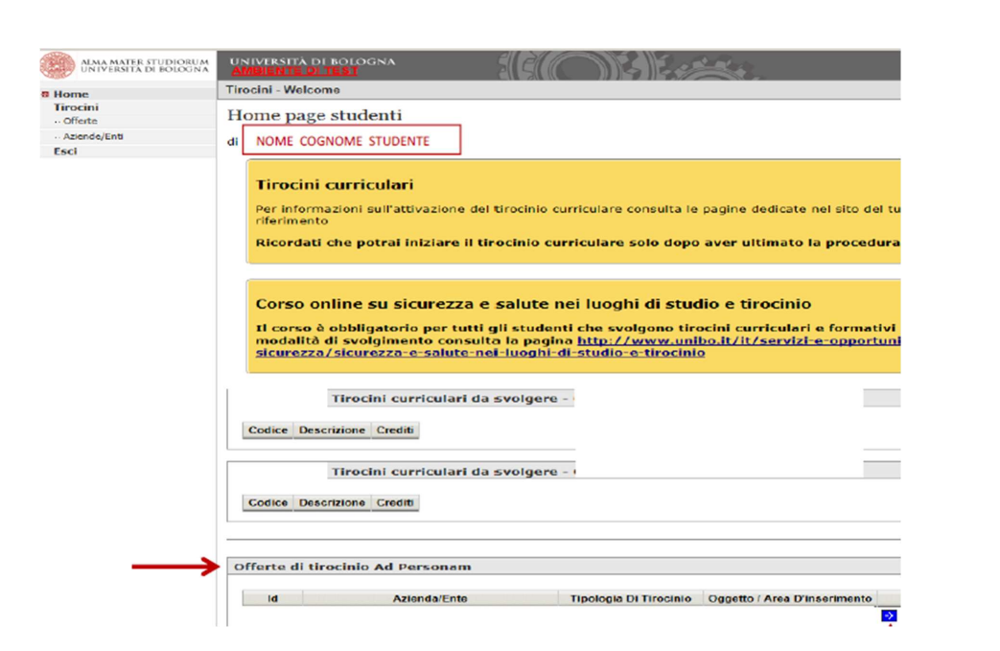 ALMA MATER STUDIORUM
UNIVERSITÀ DI BOLOGNA
UNIVERSITÀ DI BOLOGNA
AMBIENTE DI TEST
Home
Tirocini
Offerte
Aziende/Enti
Esci
Tirocini - Welcome
Home page studenti
di NOME COGNOME STUDENTE
Tirocini curriculari
Per informazioni sull'attivazione del tirocinio curriculare consulta le pagine dedicate nel sito del tu
riferimento
Ricordati che potrai iniziare il tirocinio curriculare solo dopo aver ultimato la procedura
Corso online su sicurezza e salute nei luoghi di studio e tirocinio
Il corso è obbligatorio per tutti gli studenti che svolgono tirocini curriculari e formativi
modalità di svolgimento consulta la pagina http://www.unibo.it/it/servizi-e-opportuni
sicurezza/sicurezza-e-salute-nei-luoghi-di-studio-e-tirocinio
Tirocini curriculari da svolgere -
Codice Descrizione Crediti
Tirocini curriculari da svolgere -
Codice Descrizione Crediti
Offerte di tirocinio Ad Personam
Id Azienda/Ente Tipologia Di Tirocinio Oggetto / Area D'inserimento